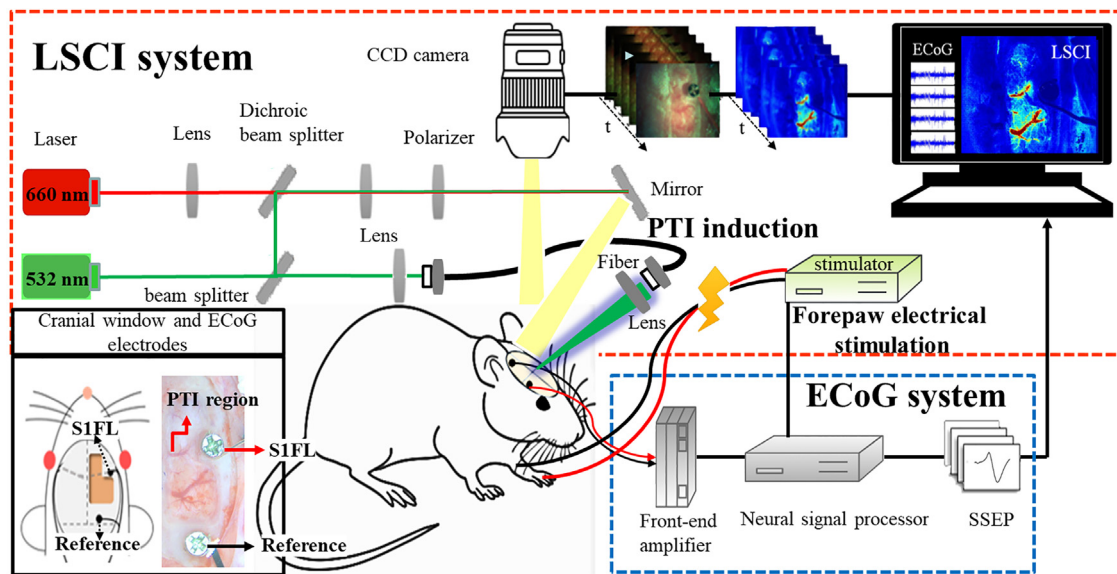 LSCI system
CCD camera
t
t
ECoG
LSCI
Laser
Lens
Dichroic
beam splitter
Polarizer
660 nm
Mirror
532 nm
beam splitter
Lens
PTI induction
Fiber
Lens
stimulator
Forepaw electrical
stimulation
Cranial window and ECoG
electrodes
PTI region
S1FL
S1FL
Reference
Reference
ECoG system
Front-end
amplifier
Neural signal processor
SSEP